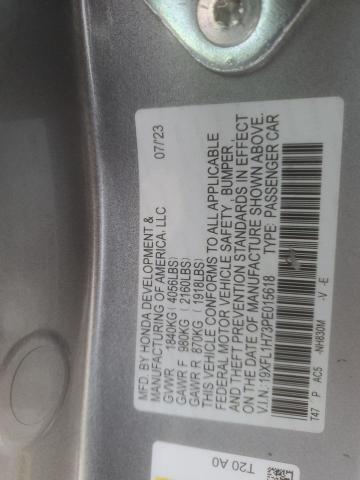 MFD. BY HONDA DEVELOPMENT &
MANUFACTURING OF AMERICA, LLC 07/'23
GVWR 1840KG (4056LBS)
GAWR F 980KG (2160LBS)
GAWR R 870KG (1918LBS)
THIS VEHICLE CONFORMS TO ALL APPLICABLE
FEDERAL MOTOR VEHICLE SAFETY, BUMPER,
AND THEFT PREVENTION STANDARDS IN EFFECT
ON THE DATE OF MANUFACTURE SHOWN ABOVE.
V.I.N: 19XFL1H73PE015618 TYPE: PASSENGER CAR
T47 P AC5 -NH830M -V -E
T20 A0